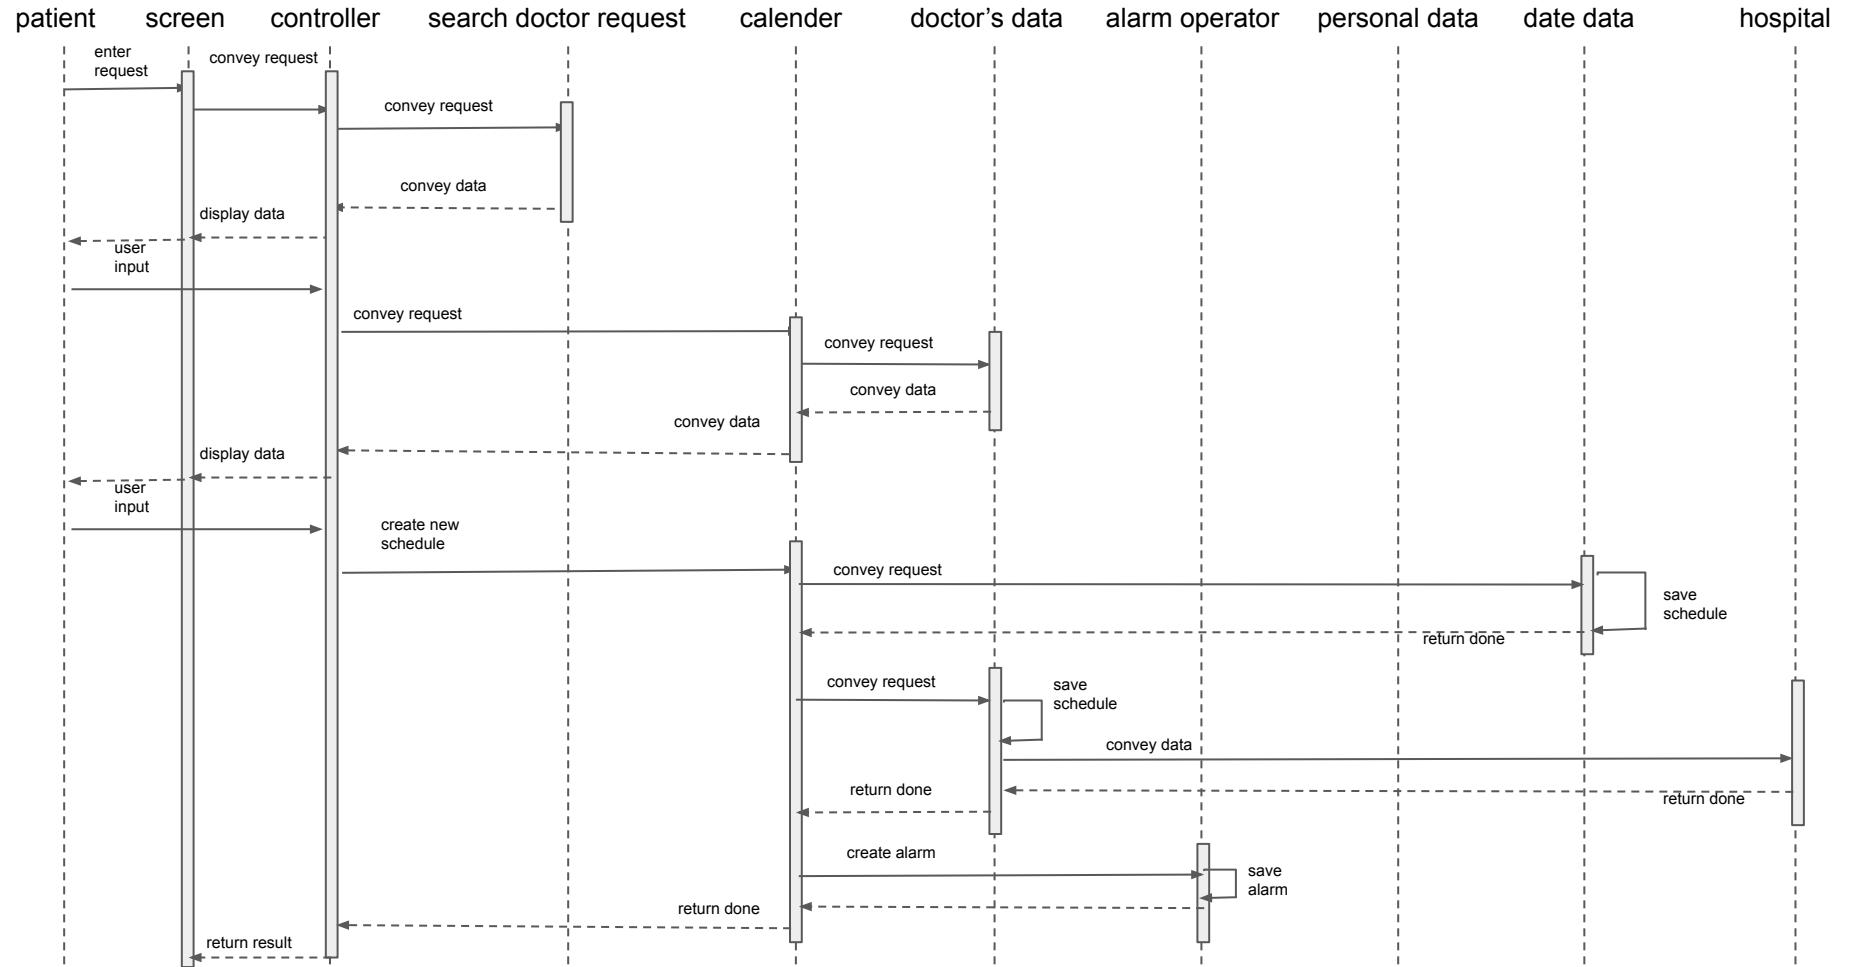 patient screen controller search doctor request calender doctor’s data alarm operator personal data date data hospital
enter
request
convey request
convey request
convey data
display data
user
input
convey request
convey request
convey data
convey data
display data
user
input
create new
schedule
convey request
save
schedule
return done
convey request
save
schedule
convey data
return done
return done
create alarm
save
alarm
return done
return result